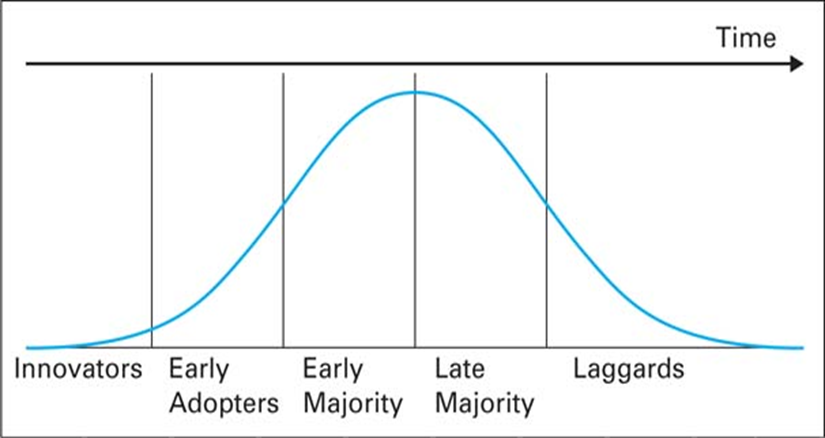 Time
Innovators
Early
Adopters
Early
Majority
Late
Majority
Laggards